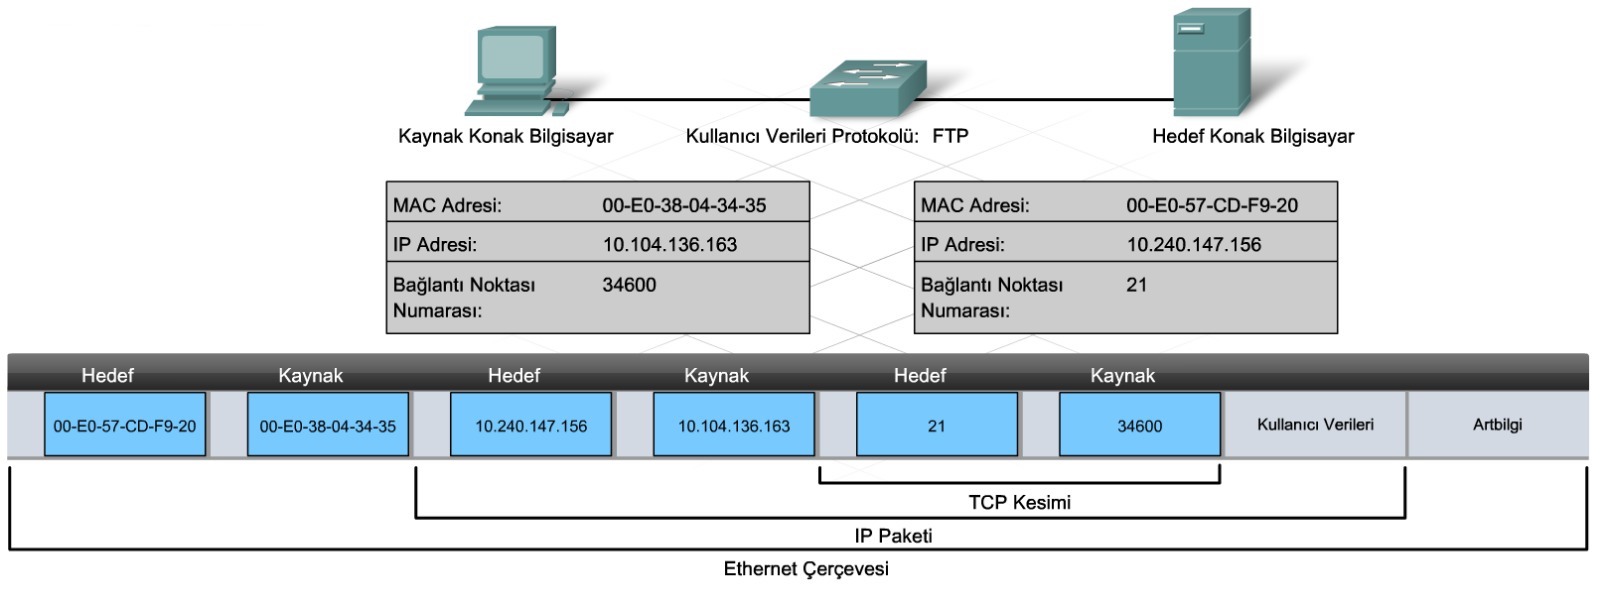 Kaynak Konak Bilgisayar
Kullanıcı Verileri Protokolü: FTP
Hedef Konak Bilgisayar
MAC Adresi: 00-E0-38-04-34-35
IP Adresi: 10.104.136.163
Bağlantı Noktası 34600
Numarası:
MAC Adresi: 00-E0-57-CD-F9-20
IP Adresi: 10.240.147.156
Bağlantı Noktası 21
Numarası:
Hedef Kaynak Hedef Kaynak Hedef Kaynak
00-E0-57-CD-F9-20 00-E0-38-04-34-35 10.240.147.156 10.104.136.163 21 34600 Kullanıcı Verileri Artbilgi
TCP Kesimi
IP Paketi
Ethernet Çerçevesi